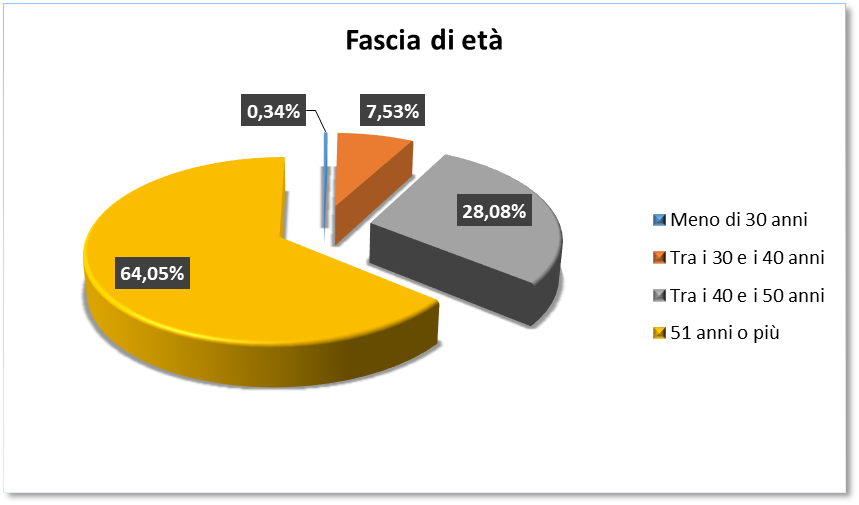 Fascia di età
0,34%
7,53%
28,08%
64,05%
Meno di 30 anni
Tra i 30 e i 40 anni
Tra i 40 e i 50 anni
51 anni o più